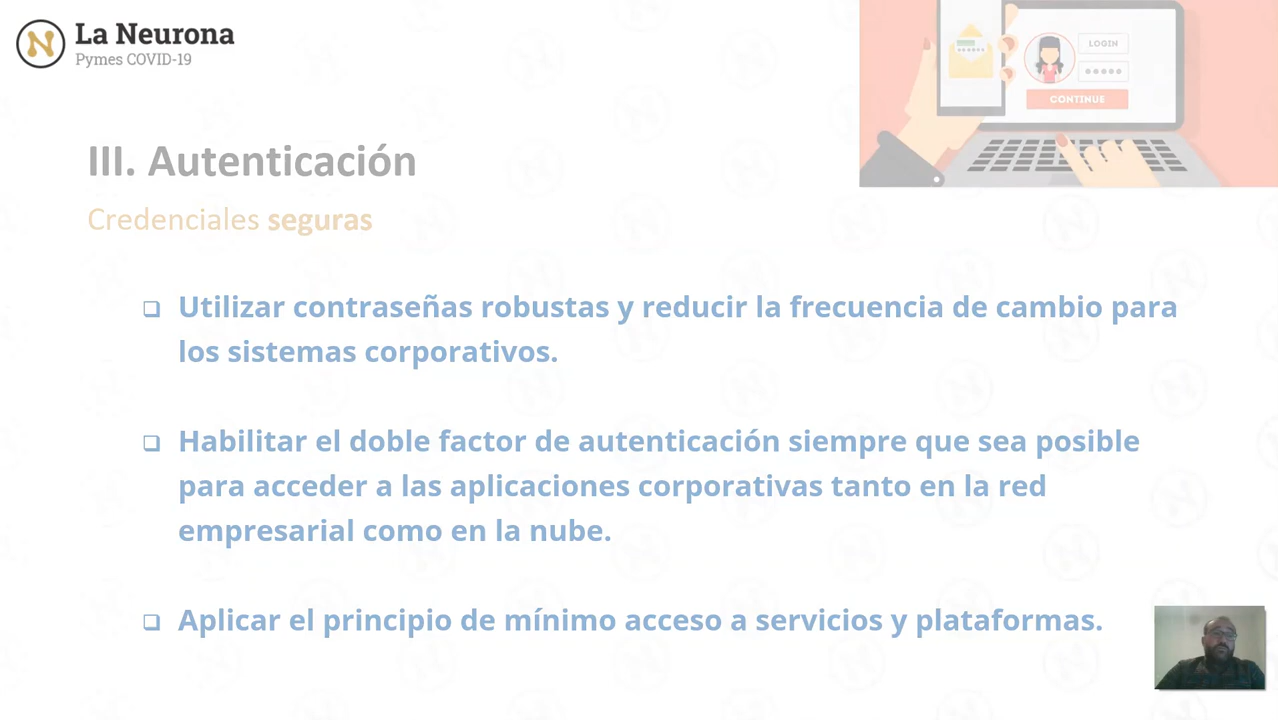 La Neurona
Pymes COVID-19
LOGIN
CONTINUE
III. Autenticación
Credenciales seguras
❑ Utilizar contraseñas robustas y reducir la frecuencia de cambio para
los sistemas corporativos.
❑ Habilitar el doble factor de autenticación siempre que sea posible
para acceder a las aplicaciones corporativas tanto en la red
empresarial como en la nube.
❑ Aplicar el principio de mínimo acceso a servicios y plataformas.